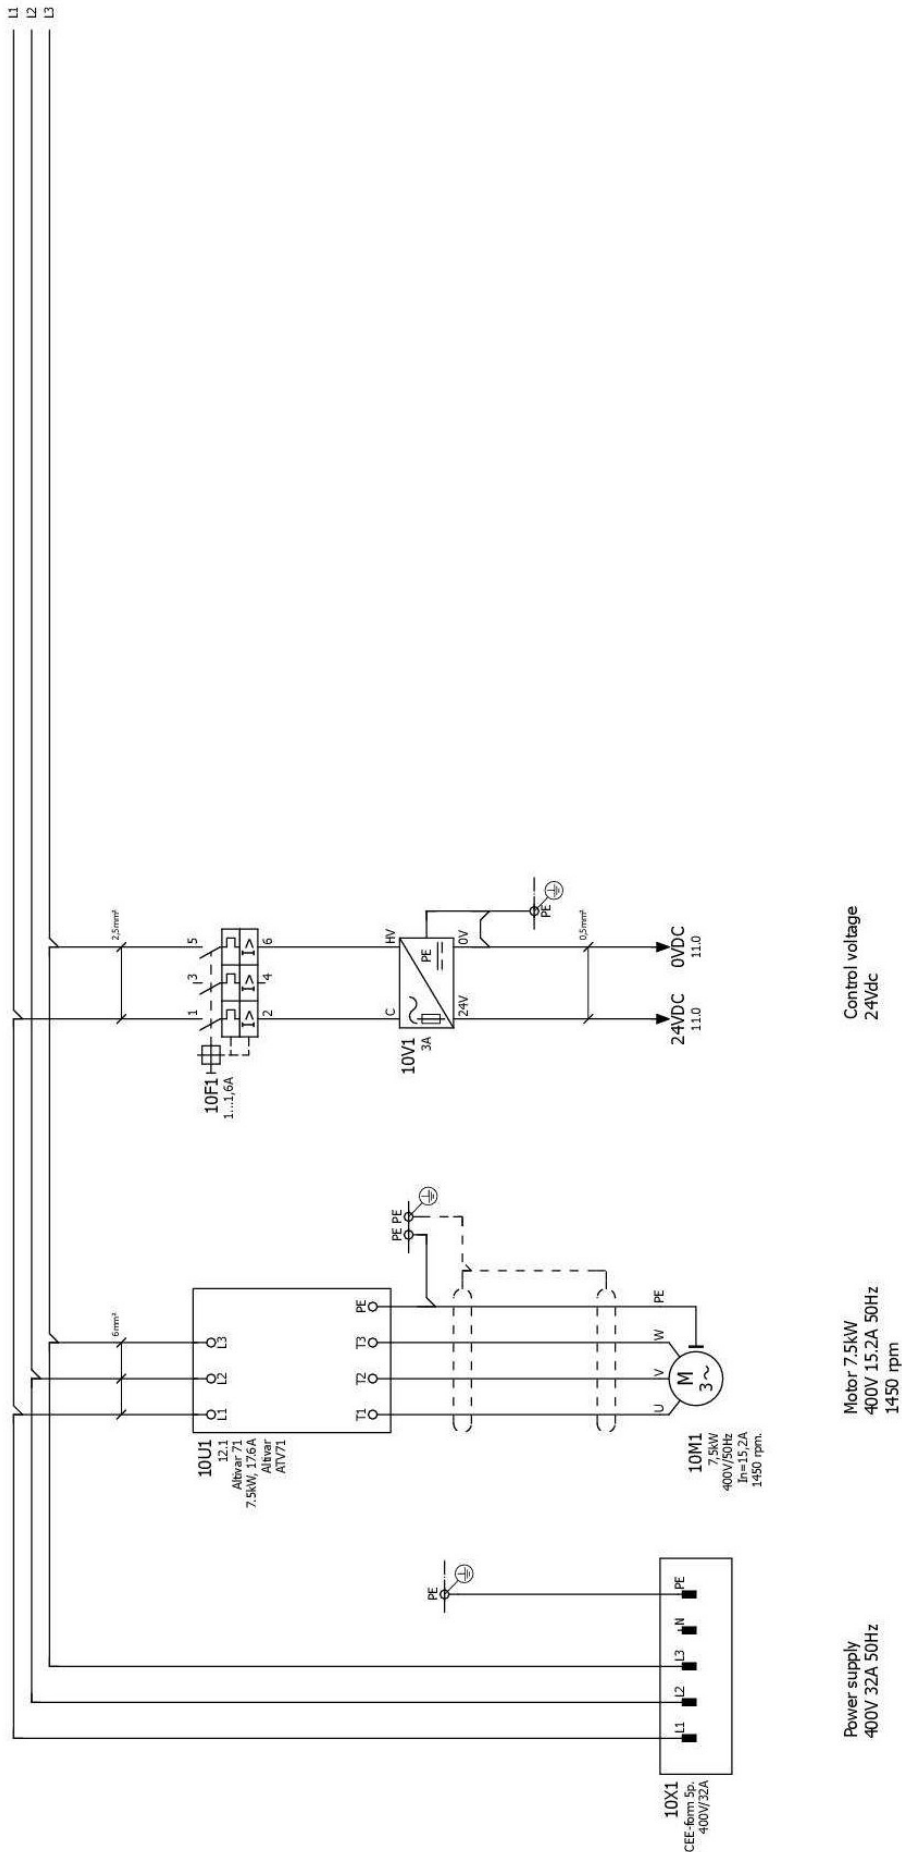 L1
L2
L3
10X1
CEE-form 5p.
400V/32A
L1
L2
L3
N
PE
PE
Power supply
400V 32A 50Hz
6mm²
10U1
12.1
Altivar 71
7.5kW, 17.6A
Altivar
ATV71
L1
L2
L3
T1
T2
T3
PE
PE PE
U
V
W
PE
M
3~
10M1
7,5kW
400V/50Hz
In=15,2A
1450 rpm.
Motor 7.5kW
400V 15.2A 50Hz
1450 rpm
2,5mm²
10F1
1...1,6A
1
3
5
I> I> I>
2
4
6
10V1
3A
C
HV
PE
24V
0V
PE
0,5mm²
24VDC
11.0
0VDC
11.0
Control voltage
24Vdc